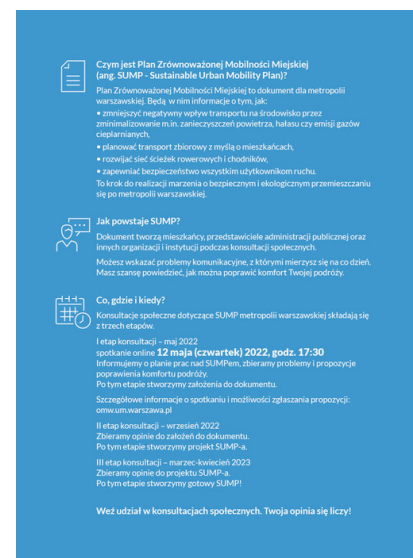 Czym jest Plan Zrównoważonej Mobilności Miejskiej
(ang. SUMP - Sustainable Urban Mobility Plan)?
Plan Zrównoważonej Mobilności Miejskiej to dokument dla metropolii
warszawskiej. Będą w nim informacje o tym, jak:
• zmniejszyć negatywny wpływ transportu na środowisko przez
zminimalizowanie m.in. zanieczyszczeń powietrza, hałasu czy emisji gazów
cieplarnianych,
• planować transport zbiorowy z myślą o mieszkańcach,
• rozwijać sieć ścieżek rowerowych i chodników,
• zapewniać bezpieczeństwo wszystkim użytkownikom ruchu.
To krok do realizacji marzenia o bezpiecznym i ekologicznym przemieszczaniu
się po metropolii warszawskiej.
Jak powstaje SUMP?
Dokument tworzą mieszkańcy, przedstawiciele administracji publicznej oraz
innych organizacji i instytucji podczas konsultacji społecznych.
Możesz wskazać problemy komunikacyjne, z którymi mierzysz się na co dzień.
Masz szansę powiedzieć, jak można poprawić komfort Twojej podróży.
Co, gdzie i kiedy?
Konsultacje społeczne dotyczące SUMP metropolii warszawskiej składają się
z trzech etapów.
I etap konsultacji – maj 2022
spotkanie online 12 maja (czwartek) 2022, godz. 17:30
Informujemy o planie prac nad SUMPem, zbieramy problemy i propozycje
poprawienia komfortu podróży.
Po tym etapie stworzymy założenia do dokumentu.
Szczegółowe informacje o spotkaniu i możliwości zgłaszania propozycji:
omw.um.warszawa.pl
II etap konsultacji – wrzesień 2022
Zbieramy opinie do założeń do dokumentu.
Po tym etapie stworzymy projekt SUMP-a.
III etap konsultacji – marzec-kwiecień 2023
Zbieramy opinie do projektu SUMP-a.
Po tym etapie stworzymy gotowy SUMP!
Weź udział w konsultacjach społecznych. Twoja opinia się liczy!